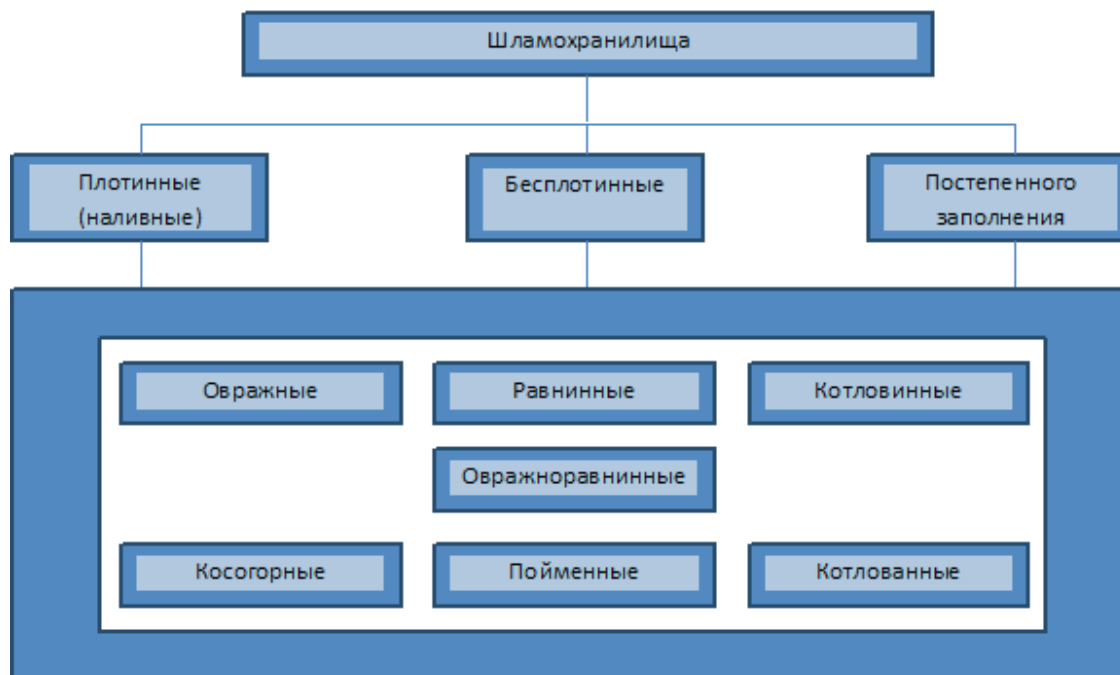 Шламохранилища
Плотинные
(наливные)
Бесплотинные
Постепенного
заполнения
Овражные
Равнинные
Котловинные
Овражноравнинные
Косогорные
Пойменные
Котлованные